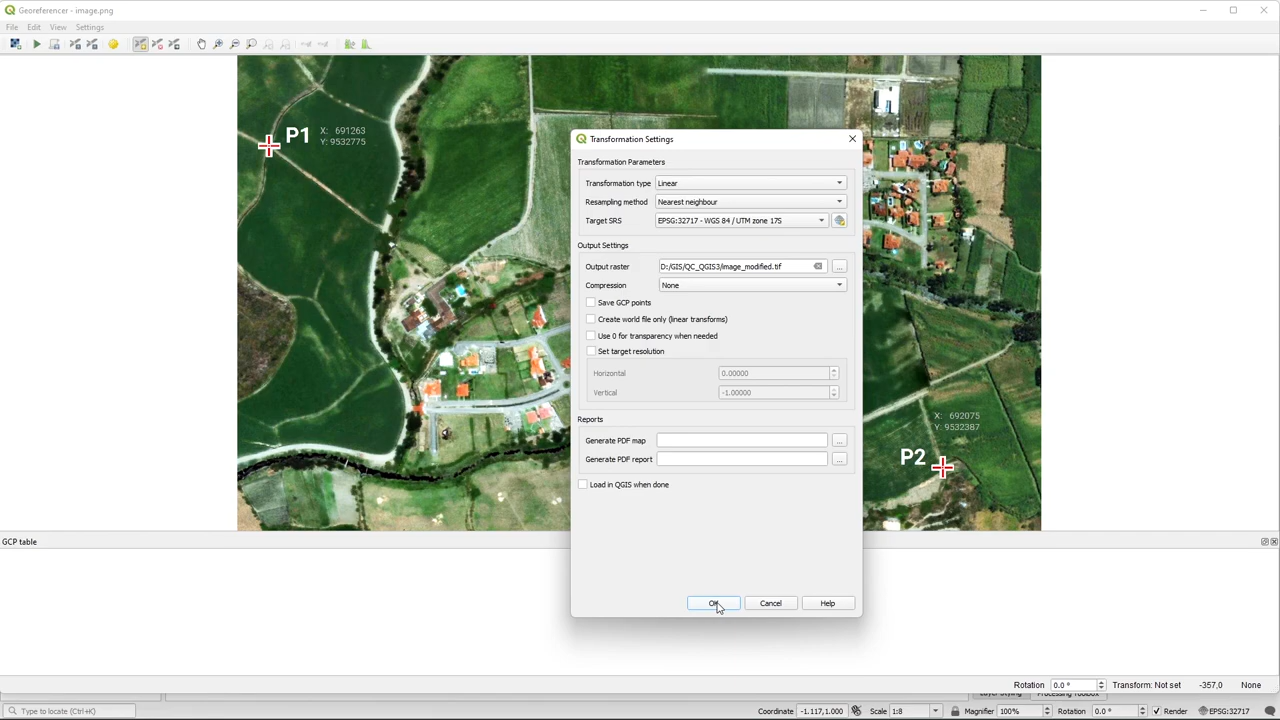 Georeferencer - image.png
File Edit View Settings
P1
X: 691263
Y: 9532775
Transformation Settings
Transformation Parameters
Transformation type Linear
Resampling method Nearest neighbour
Target SRS EPSG:32717 - WGS 84 / UTM zone 17S
Output Settings
Output raster D:/GIS/QC_QGIS3/image_modified.tif ...
Compression None
Save GCP points
Create world file only (linear transforms)
Use 0 for transparency when needed
Set target resolution
Horizontal 0.00000
Vertical -1.00000
Reports
Generate PDF map ...
Generate PDF report ...
Load in QGIS when done
OK Cancel Help
X: 692075
Y: 9532387
P2
GCP table
Rotation 0.0 ° Transform: Not set -357,0 None
Layer Styling Processing Toolbox
Type to locate (Ctrl+K) Coordinate -1.117,1.000 Scale 1:8 Magnifier 100% Rotation 0.0 ° Render EPSG:32717